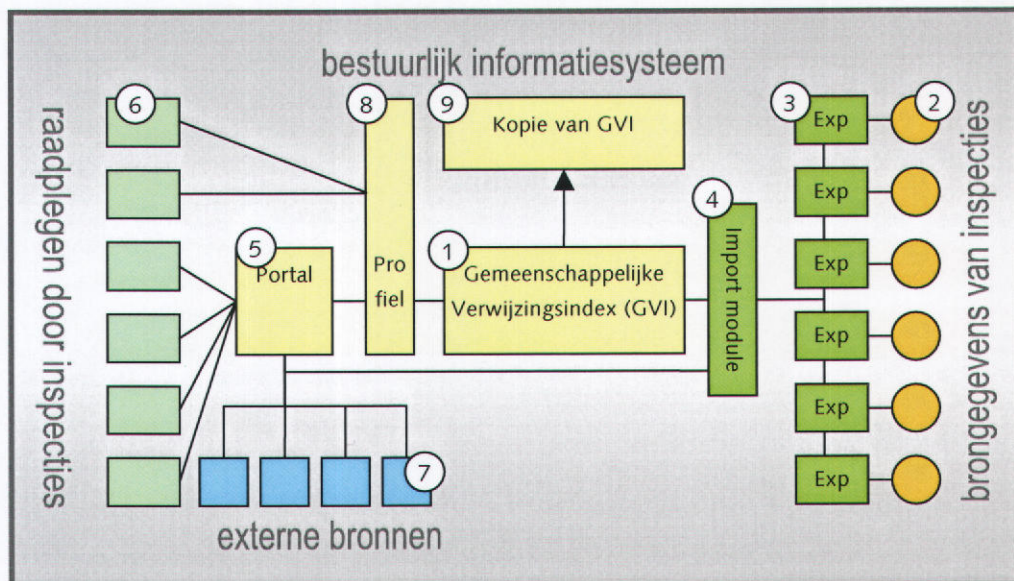 bestuurlijk informatiesysteem
raadplegen door inspecties
6
8
9
Kopie van GVI
3
2
Exp
Exp
Exp
Exp
Exp
Exp
brongegevens van inspecties
4
Import module
5
Portal
Pro
fiel
1
Gemeenschappelijke
Verwijzingsindex (GVI)
7
externe bronnen